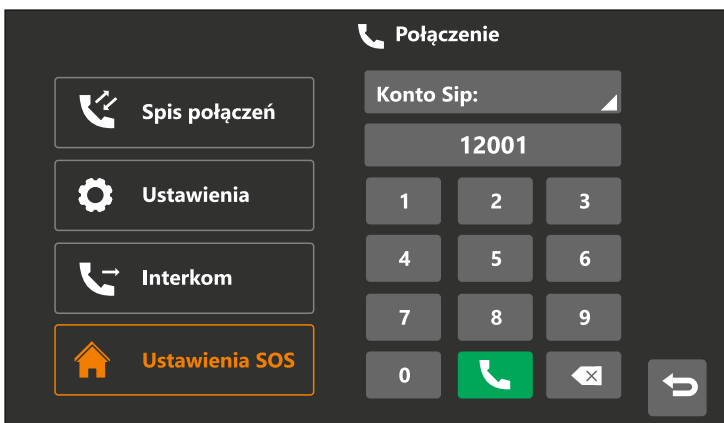 Połączenie
Spis połączeń
Ustawienia
Interkom
Ustawienia SOS
Konto Sip:
12001
1 2 3
4 5 6
7 8 9
0